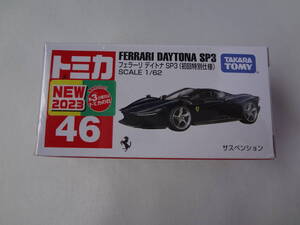 トミカ
FERRARI DAYTONA SP3
フェラーリ デイトナ SP3 (初回特別仕様)
SCALE 1/62
TAKARA
TOMY
NEW
2023
46
サスペンション